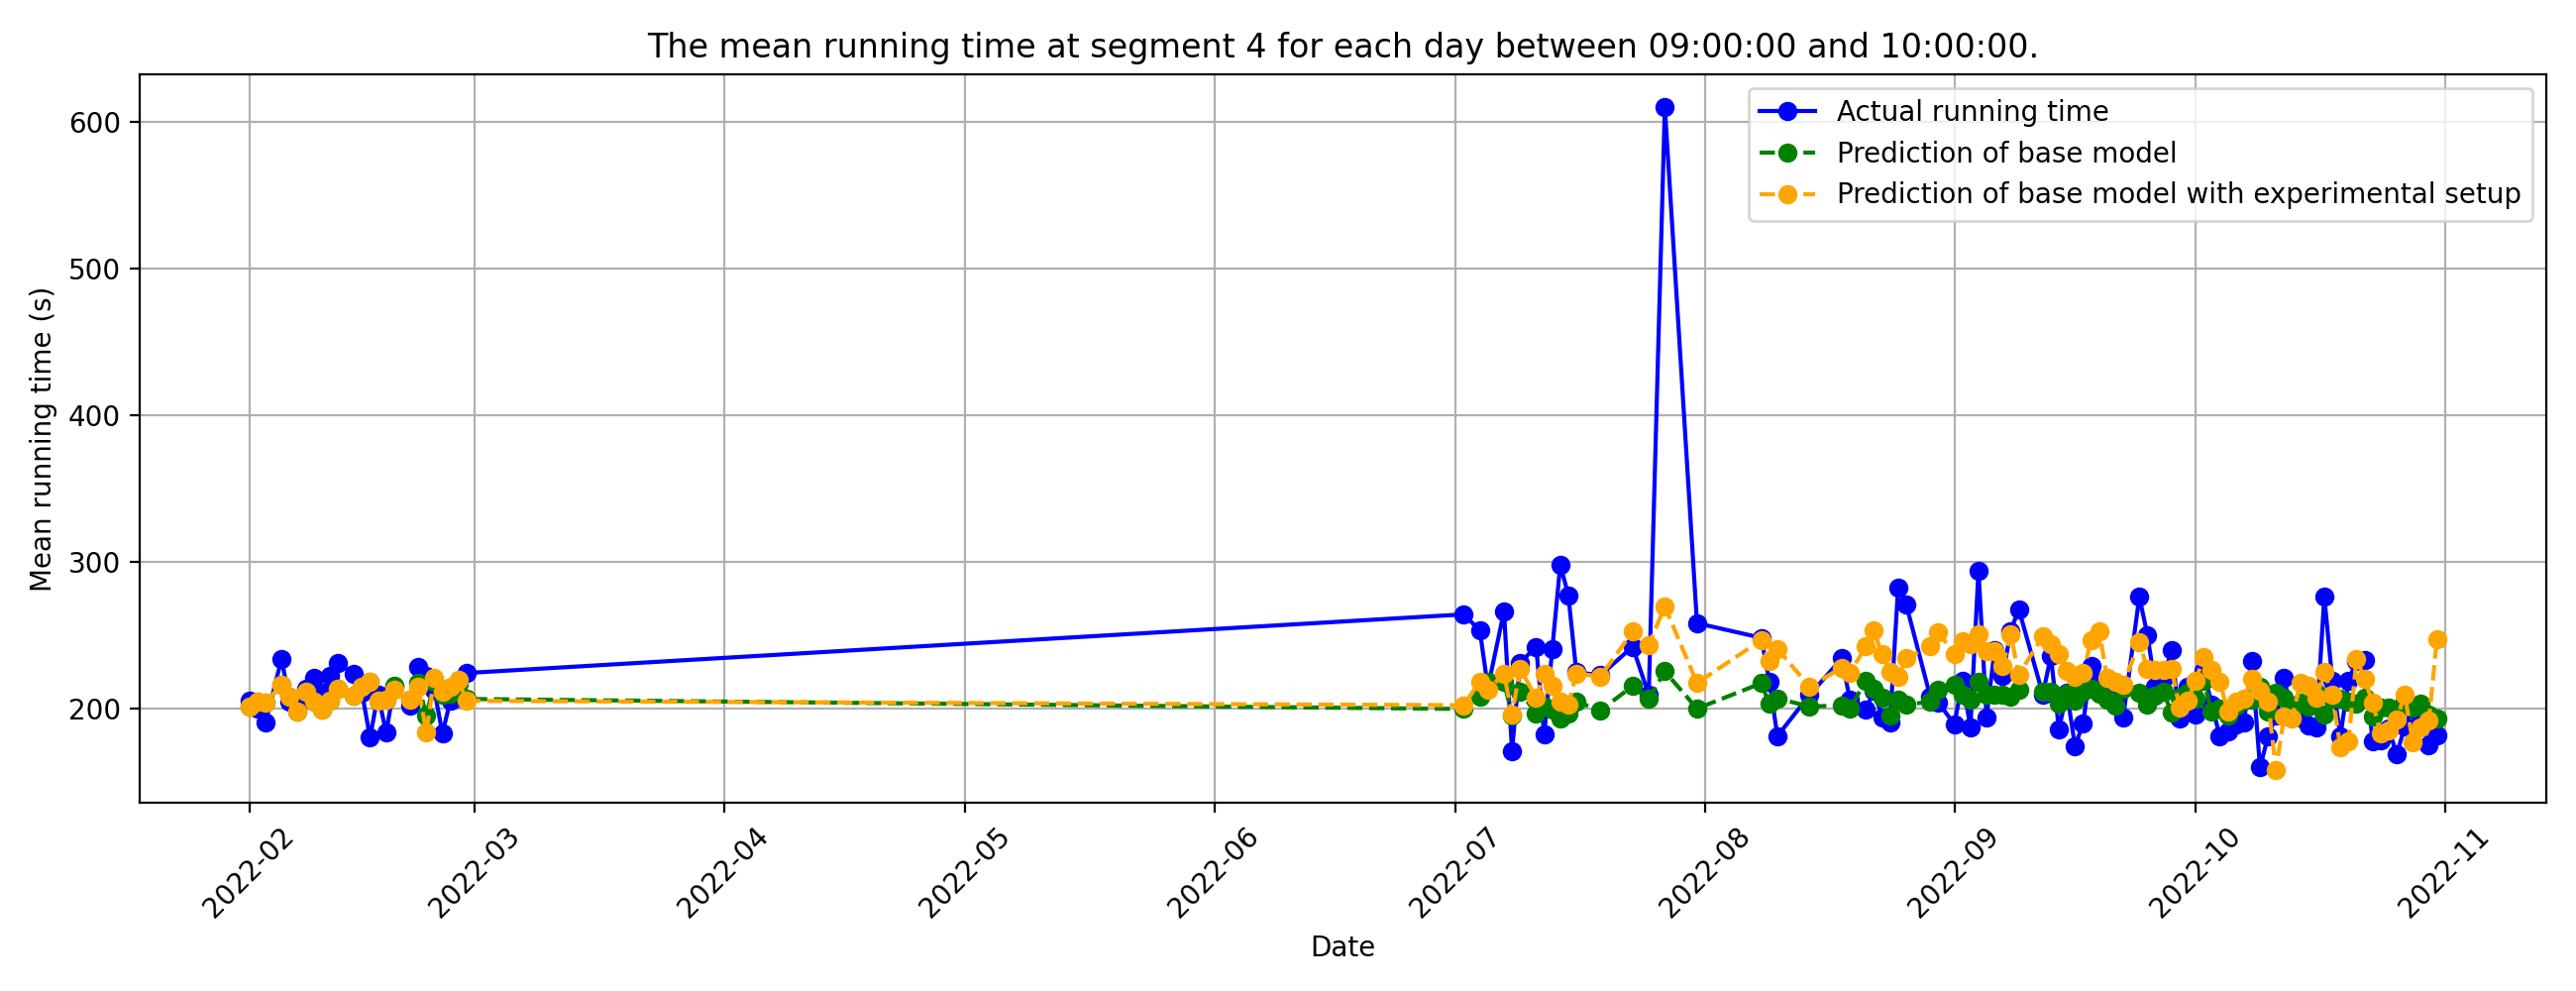 The mean running time at segment 4 for each day between 09:00:00 and 10:00:00.
Actual running time
Prediction of base model
Prediction of base model with experimental setup
Mean running time (s)
600
500
400
300
200
2022-02
2022-03
2022-04
2022-05
2022-06
2022-07
2022-08
2022-09
2022-10
2022-11
Date